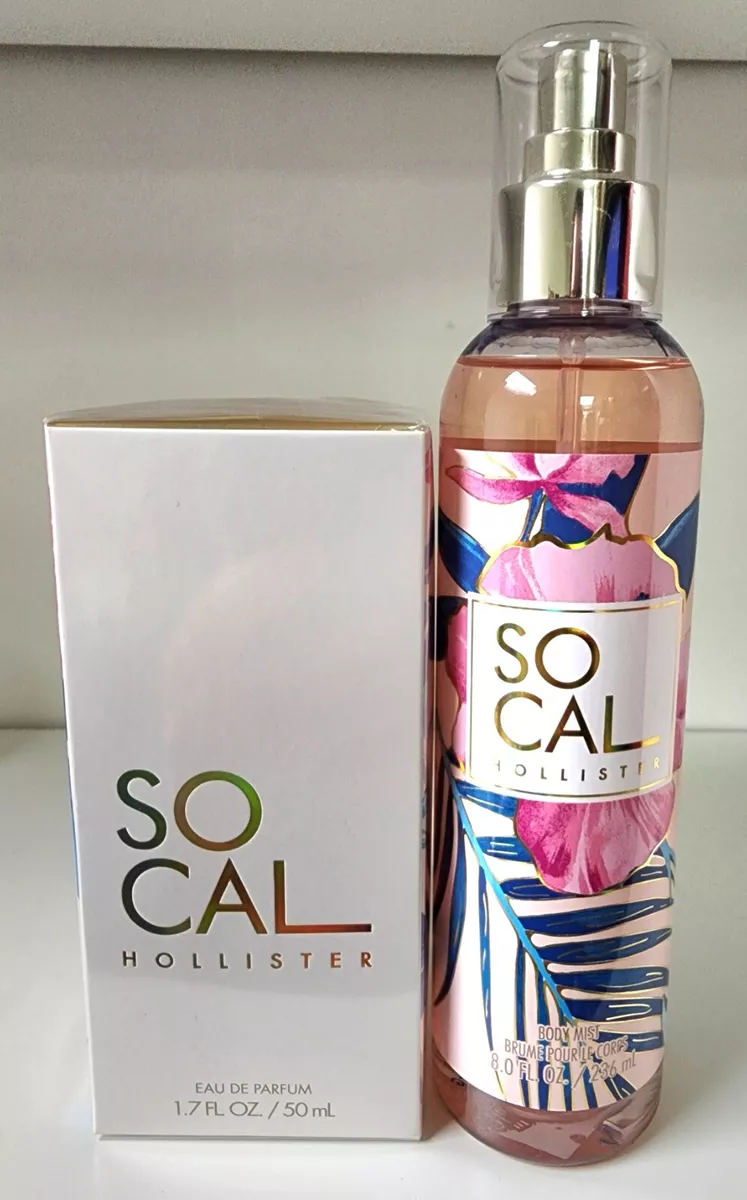 SO
CAL
HOLLISTER
EAU DE PARFUM
1.7 FL OZ. / 50 mL
SO
CAL
HOLLISTER
BODY MIST
BRUME POUR LE CORPS
8.0 FL. OZ. / 236 mL